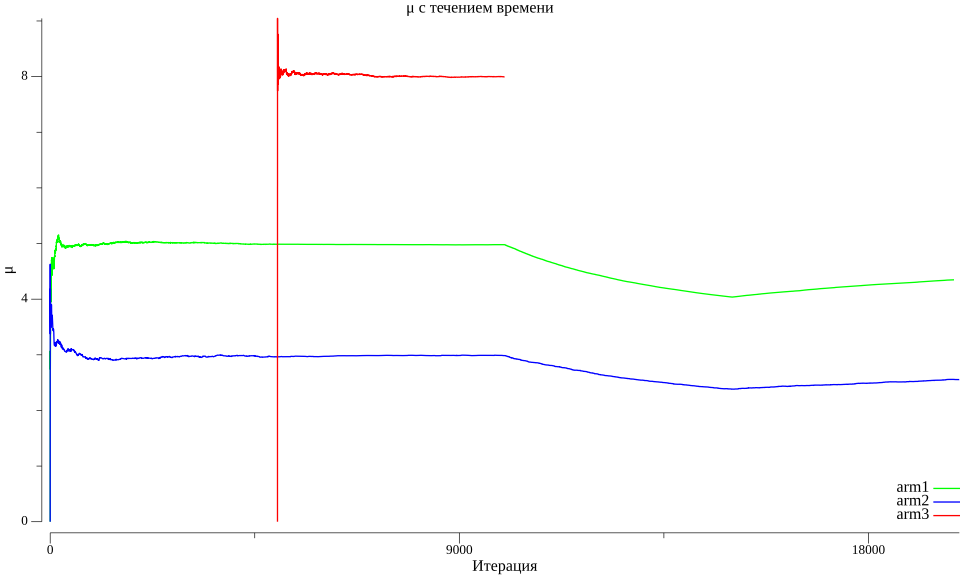 μ с течением времени
8
4
0
μ
0
9000
18000
Итерация
arm1
arm2
arm3